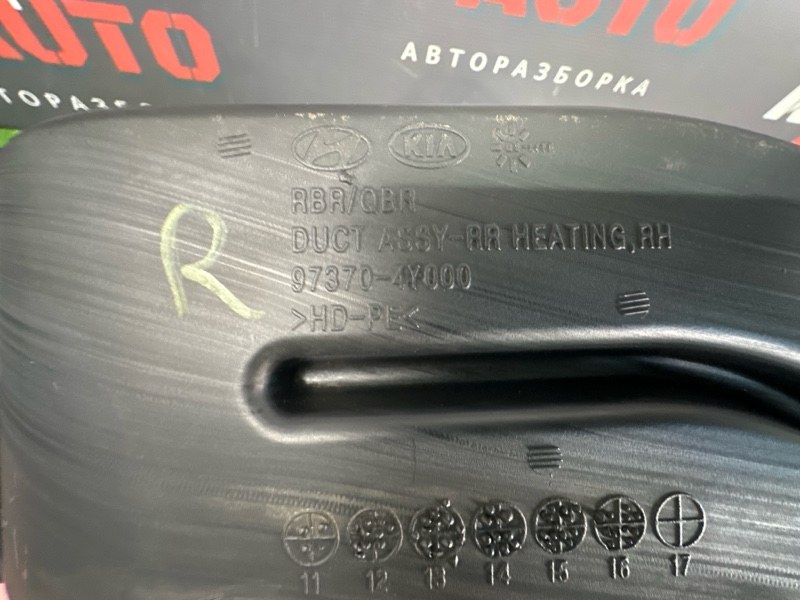 AUTO
АВТОРАЗБОРКА
KIA
RBR/QBR
DUCT ASSY-RR HEATING,RH
97370-4Y000
>HD-PE<
R
11 12 13 14 15 16 17